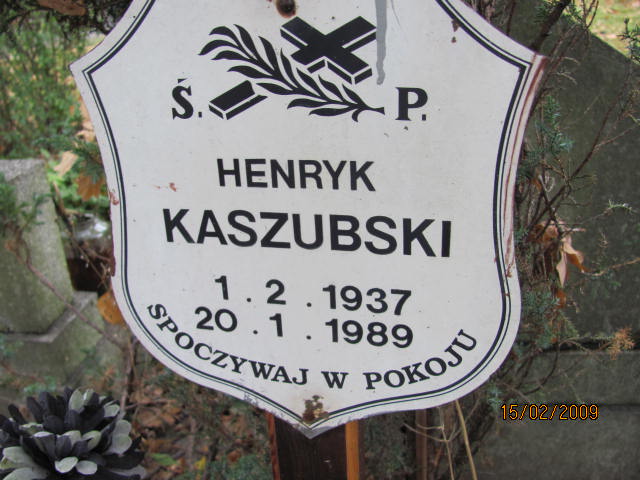 Ś. P.
HENRYK
KASZUBSKI
1.2.1937
20.1.1989
SPOCZYWAJ W POKOJU
15/02/2009